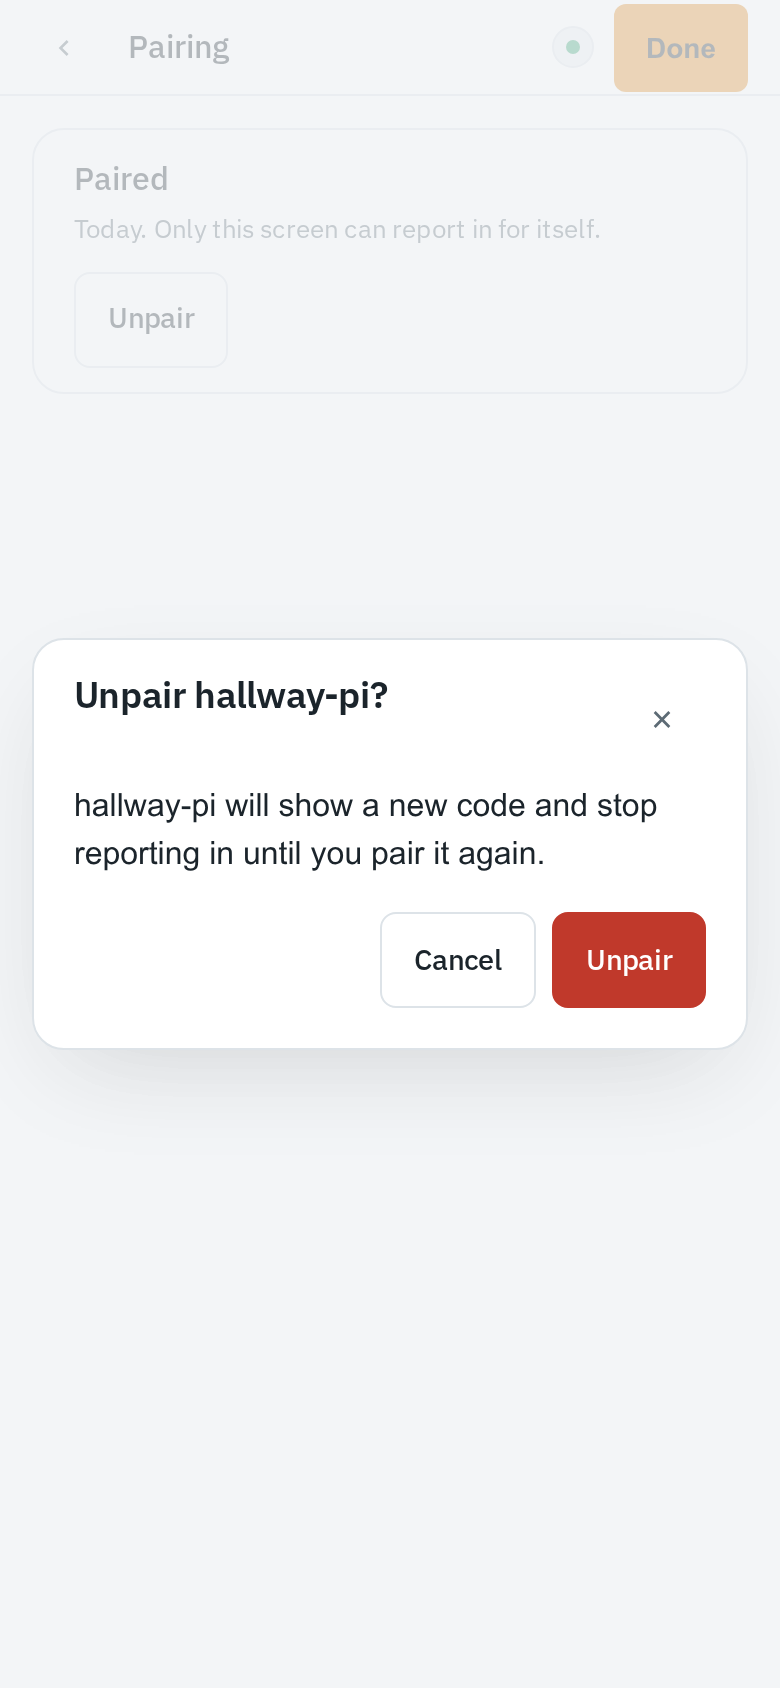 Pairing
Done
Paired
Today. Only this screen can report in for itself.
Unpair
Unpair hallway-pi?
hallway-pi will show a new code and stop
reporting in until you pair it again.
Cancel
Unpair